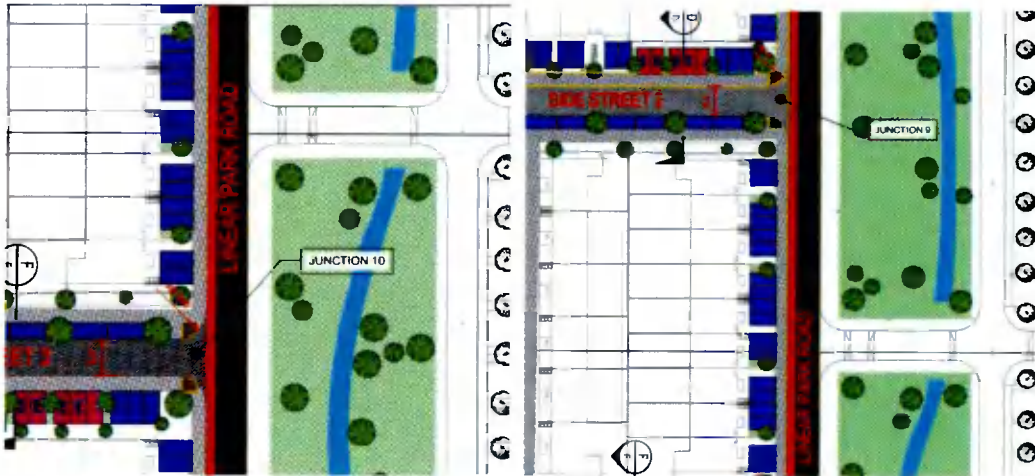 LINEAR PARK ROAD
JUNCTION 10
F
F
SIDE STREET 2
D
JUNCTION 9
LINEAR PARK ROAD
F
F